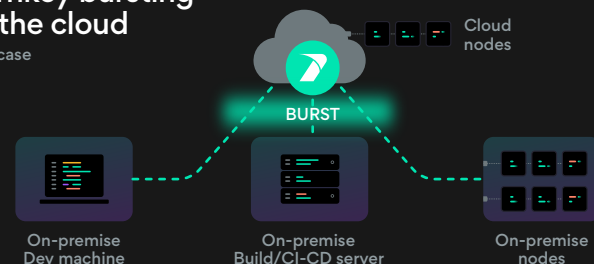 the cloud
case
Cloud
nodes
BURST
On-premise
Dev machine
On-premise
Build/CI-CD server
On-premise
nodes